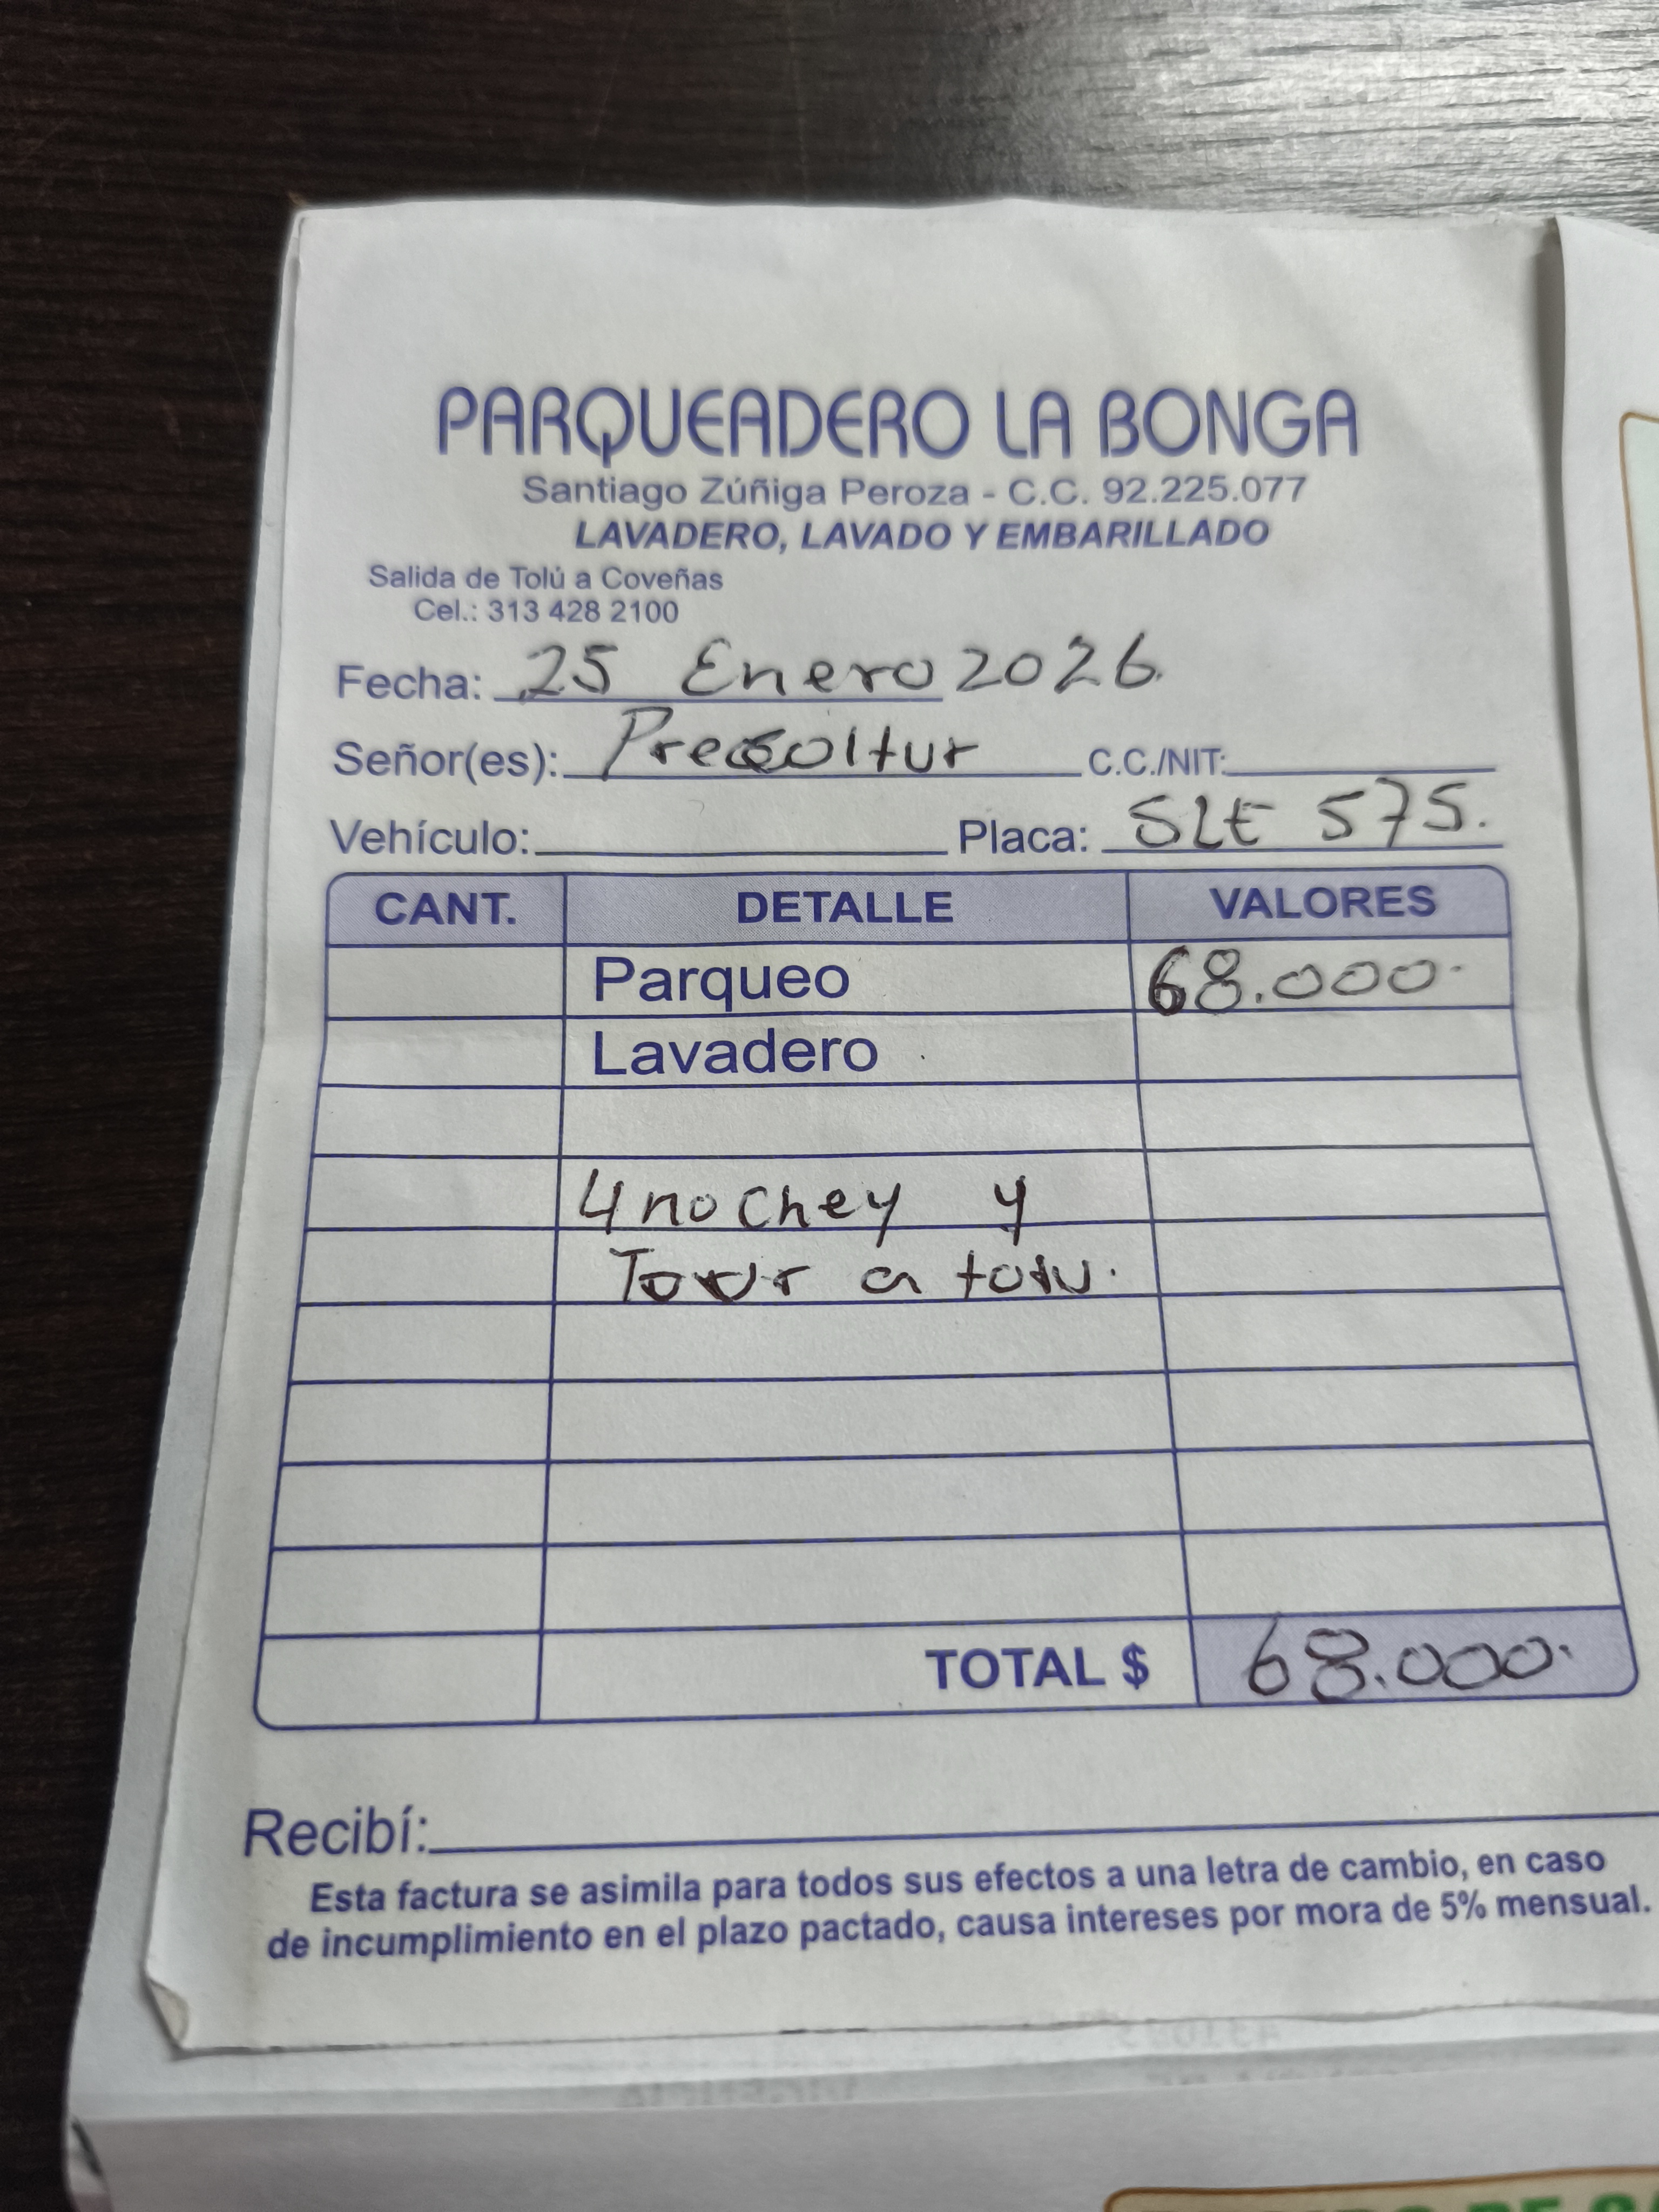 PARQUEADERO LA BONGA
Santiago Zúñiga Peroza - C.C. 92.225.077
LAVADERO, LAVADO Y EMBARILLADO
Salida de Tolú a Coveñas
Cel.: 313 428 2100
Fecha: 25 Enero 2026.
Señor(es): C.C./NIT:
Vehículo: Placa: SLE 575.
CANT. DETALLE VALORES
Parqueo 68.000
Lavadero
4 nochey y
Tour a tolu.
TOTAL $ 68.000
Recibí:
Esta factura se asimila para todos sus efectos a una letra de cambio, en caso
de incumplimiento en el plazo pactado, causa intereses por mora de 5% mensual.